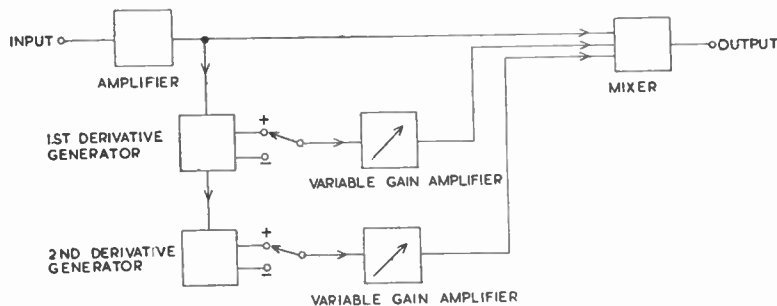 INPUT
AMPLIFIER
OUTPUT
MIXER
1.ST DERIVATIVE
GENERATOR
+
−
VARIABLE GAIN AMPLIFIER
2ND DERIVATIVE
GENERATOR
+
−
VARIABLE GAIN AMPLIFIER